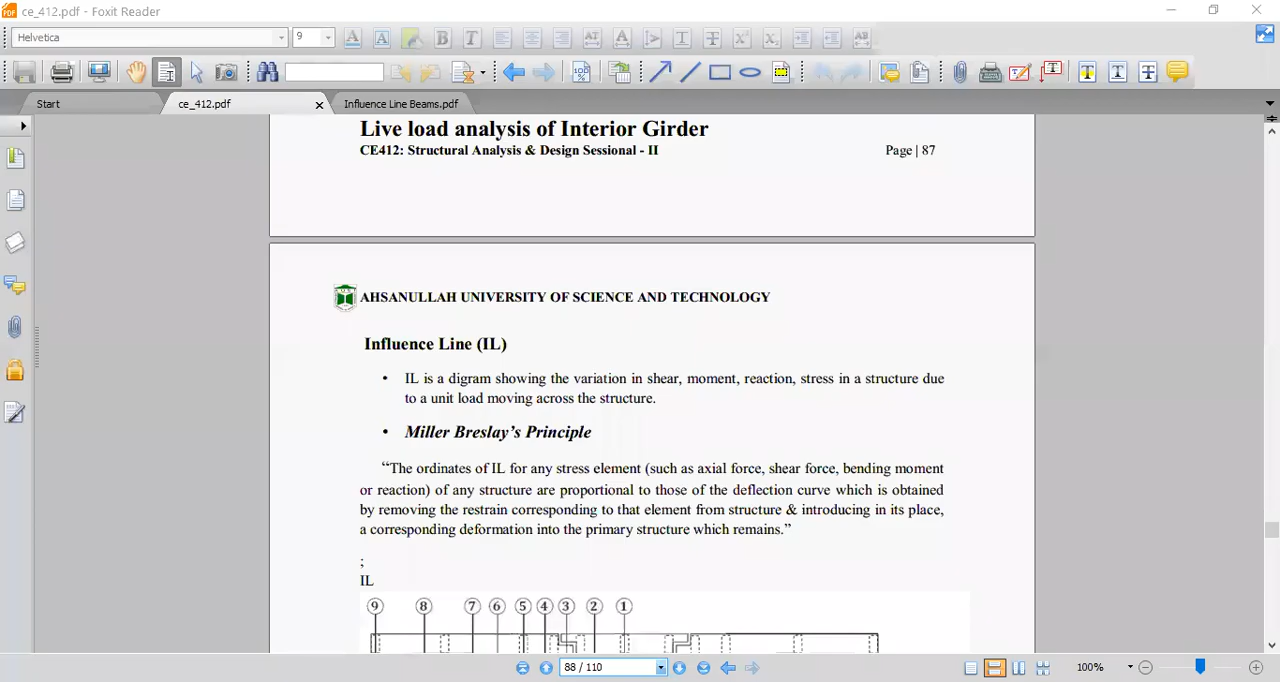 ce_412.pdf - Foxit Reader
Helvetica
9
Start
ce_412.pdf
Influence Line Beams.pdf
Live load analysis of Interior Girder
CE412: Structural Analysis & Design Sessional - II
Page | 87
AHSANULLAH UNIVERSITY OF SCIENCE AND TECHNOLOGY
Influence Line (IL)
• IL is a digram showing the variation in shear, moment, reaction, stress in a structure due
to a unit load moving across the structure.
• Miller Breslay's Principle
“The ordinates of IL for any stress element (such as axial force, shear force, bending moment
or reaction) of any structure are proportional to those of the deflection curve which is obtained
by removing the restrain corresponding to that element from structure & introducing in its place,
a corresponding deformation into the primary structure which remains.”
;
IL
9 8 7 6 5 4 3 2 1
88 / 110
100%